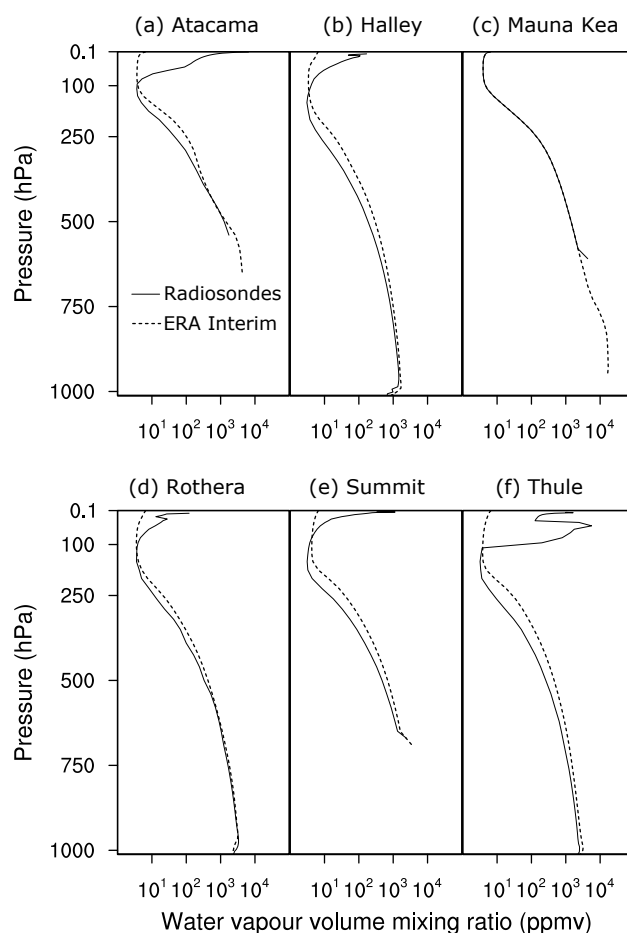 (a) Atacama (b) Halley (c) Mauna Kea
0.1
100
250
500
750
1000
Pressure (hPa)
Radiosondes
ERA Interim
10¹ 10² 10³ 10⁴ 10¹ 10² 10³ 10⁴ 10¹ 10² 10³ 10⁴
(d) Rothera (e) Summit (f) Thule
0.1
100
250
500
750
1000
Pressure (hPa)
10¹ 10² 10³ 10⁴ 10¹ 10² 10³ 10⁴ 10¹ 10² 10³ 10⁴
Water vapour volume mixing ratio (ppmv)